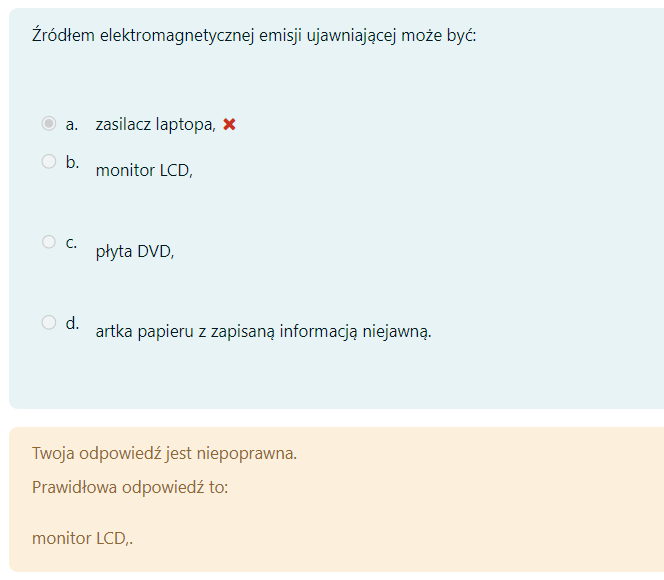 Źródłem elektromagnetycznej emisji ujawniającej może być:
a. zasilacz laptopa,
b. monitor LCD,
c. płyta DVD,
d. artka papieru z zapisaną informacją niejawną.
Twoja odpowiedź jest niepoprawna.
Prawidłowa odpowiedź to:
monitor LCD,.